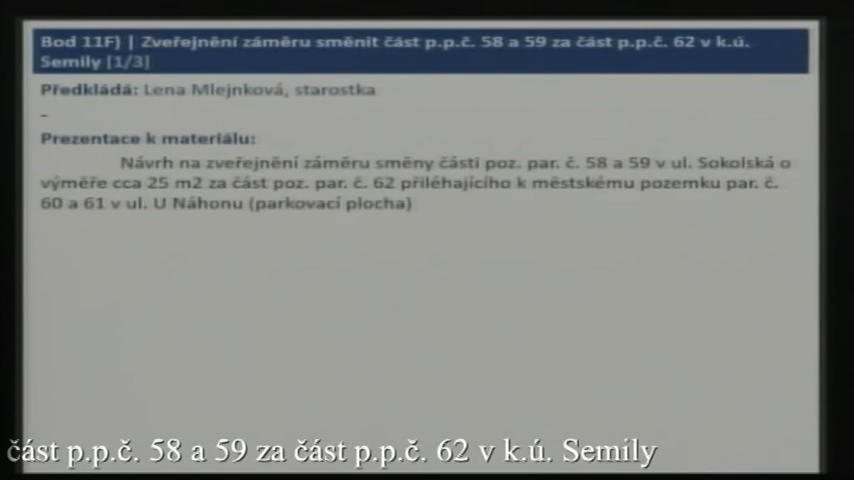 Bod 11F) | Zveřejnění záměru směnit část p.p.č. 58 a 59 za část p.p.č. 62 v k.ú.
Semily [1/3]
Předkládá: Lena Mlejnková, starostka
-
Prezentace k materiálu:
Návrh na zveřejnění záměru směny části poz. par. č. 58 a 59 v ul. Sokolská o
výměře cca 25 m2 za část poz. par. č. 62 přiléhajícího k městskému pozemku par. č.
60 a 61 v ul. U Náhonu (parkovací plocha)
část p.p.č. 58 a 59 za část p.p.č. 62 v k.ú. Semily